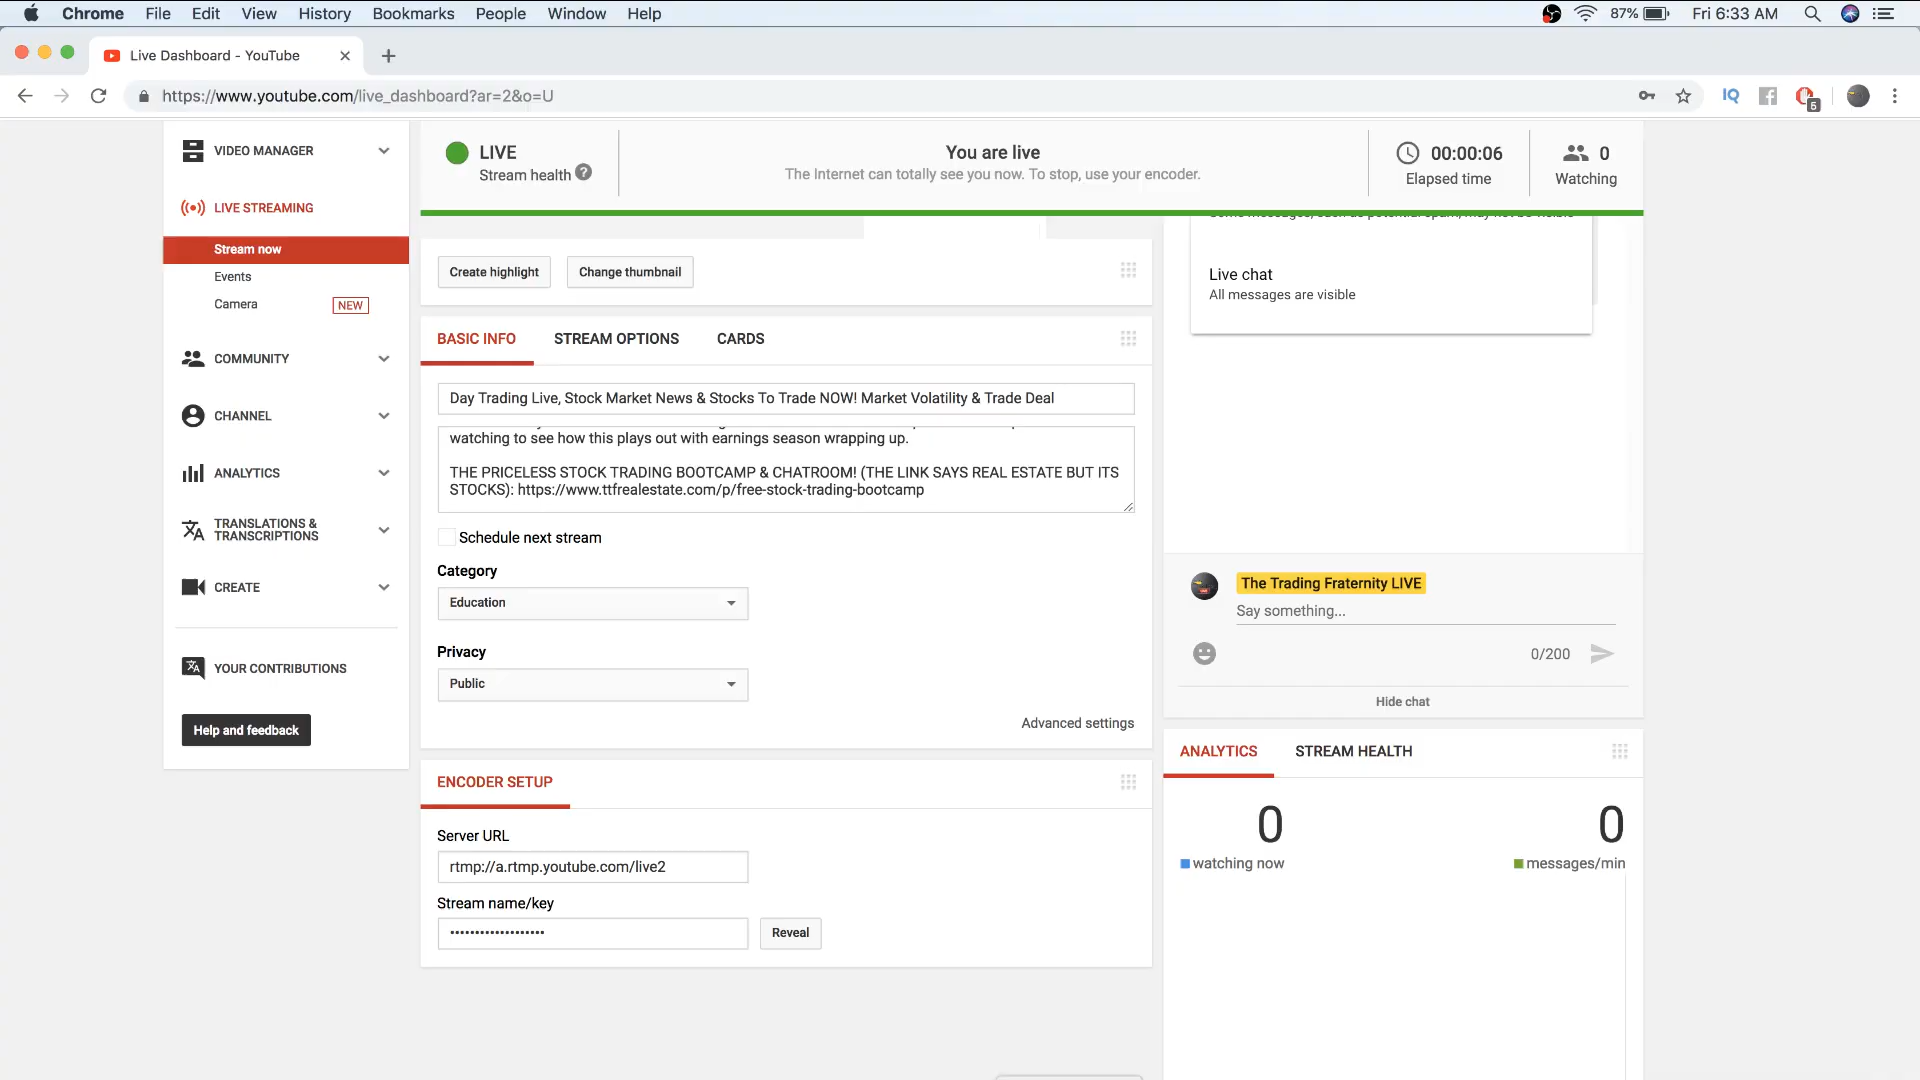 Chrome File Edit View History Bookmarks People Window Help 87% Fri 6:33 AM
Live Dashboard - YouTube
https://www.youtube.com/live_dashboard?ar=2&o=U
IQ
5
VIDEO MANAGER
LIVE STREAMING
Stream now
Events
Camera NEW
COMMUNITY
CHANNEL
ANALYTICS
TRANSLATIONS &
TRANSCRIPTIONS
CREATE
YOUR CONTRIBUTIONS
Help and feedback
LIVE
Stream health ?
You are live
The Internet can totally see you now. To stop, use your encoder.
00:00:06
Elapsed time
0
Watching
Create highlight Change thumbnail
BASIC INFO STREAM OPTIONS CARDS
Day Trading Live, Stock Market News & Stocks To Trade NOW! Market Volatility & Trade Deal
watching to see how this plays out with earnings season wrapping up.
THE PRICELESS STOCK TRADING BOOTCAMP & CHATROOM! (THE LINK SAYS REAL ESTATE BUT ITS
STOCKS): https://www.ttfrealestate.com/p/free-stock-trading-bootcamp
Schedule next stream
Category
Education
Privacy
Public
Advanced settings
ENCODER SETUP
Server URL
rtmp://a.rtmp.youtube.com/live2
Stream name/key
•••••••••••••••••••
Reveal
Live chat
All messages are visible
The Trading Fraternity LIVE
Say something...
0/200
Hide chat
ANALYTICS STREAM HEALTH
0 0
watching now messages/min